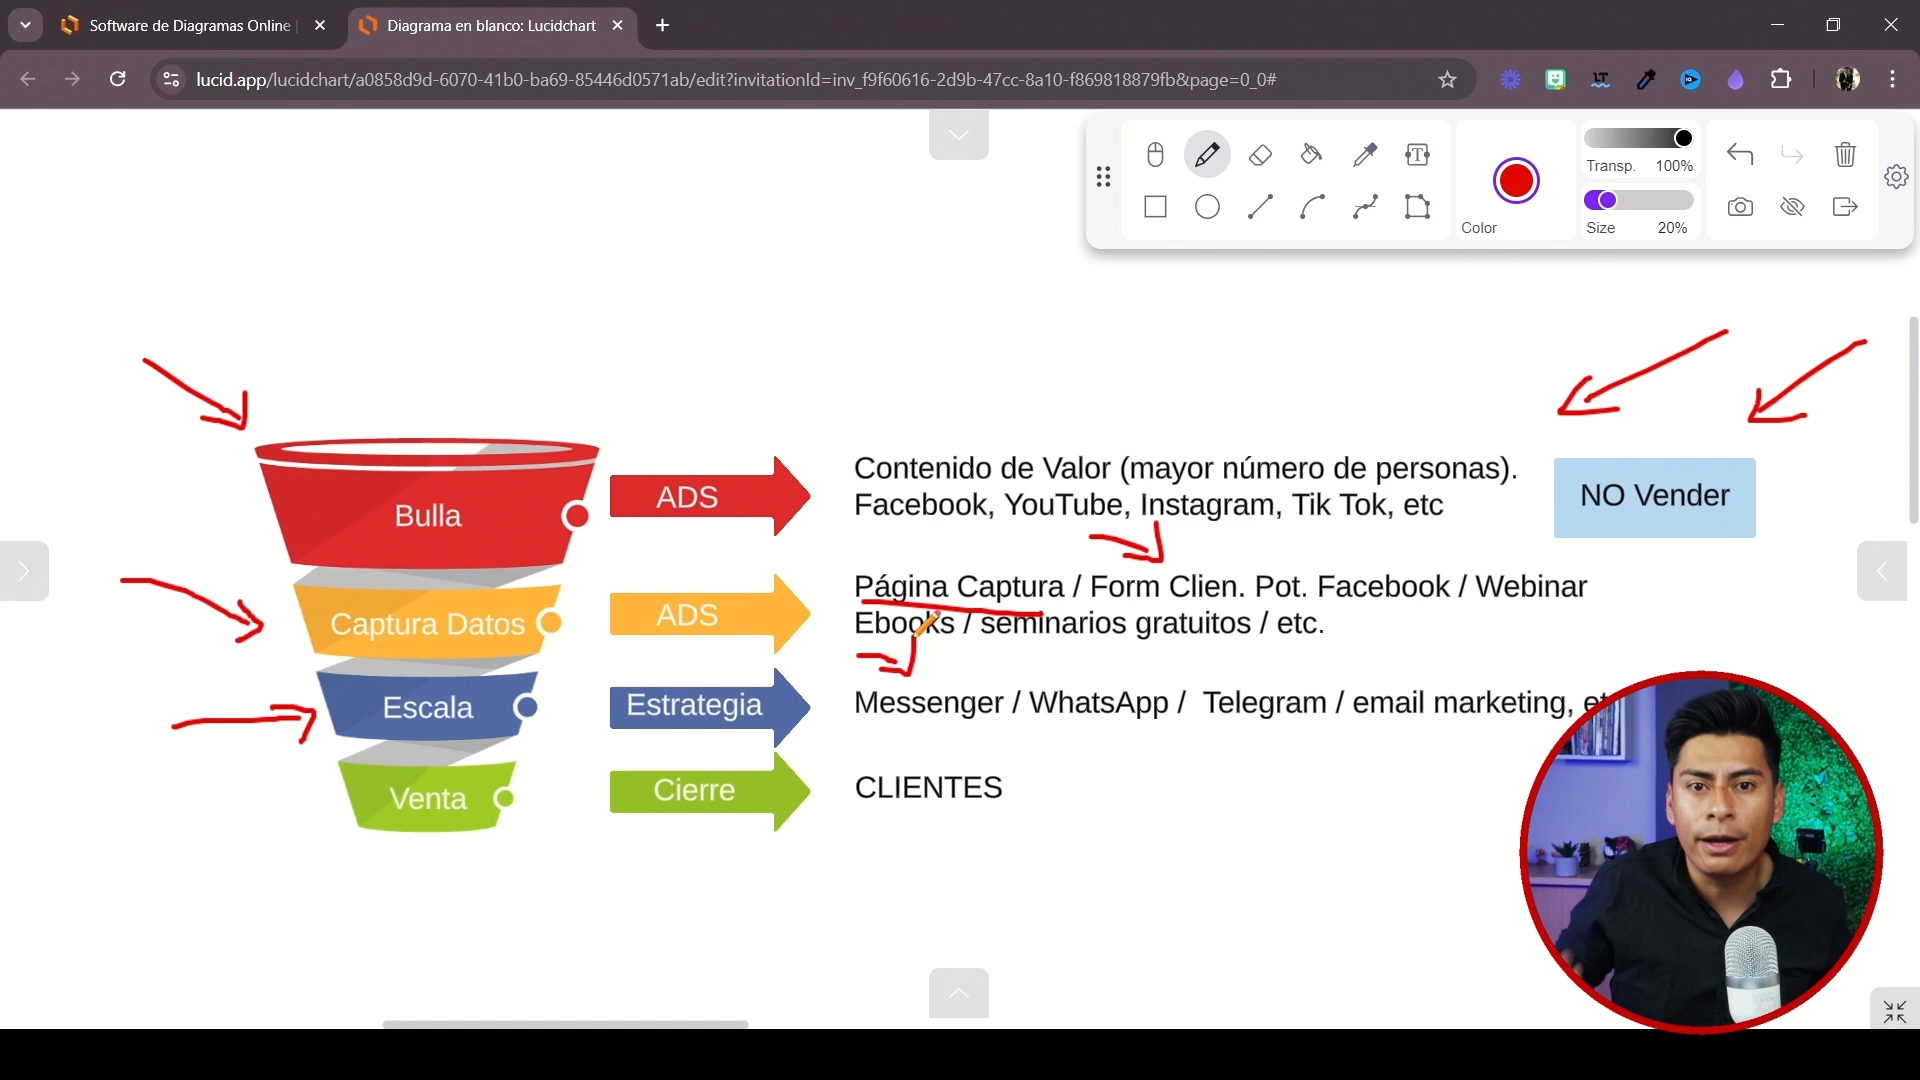 Software de Diagramas Online
Diagrama en blanco: Lucidchart
lucid.app/lucidchart/a0858d9d-6070-41b0-ba69-85446d0571ab/edit?invitationId=inv_f9f60616-2d9b-47cc-8a10-f869818879fb&page=0_0#
Transp. 100%
Color
Size 20%
Bulla
ADS
Contenido de Valor (mayor número de personas).
Facebook, YouTube, Instagram, Tik Tok, etc
NO Vender
Captura Datos
ADS
Página Captura / Form Clien. Pot. Facebook / Webinar
Ebooks / seminarios gratuitos / etc.
Escala
Estrategia
Messenger / WhatsApp / Telegram / email marketing,
Venta
Cierre
CLIENTES